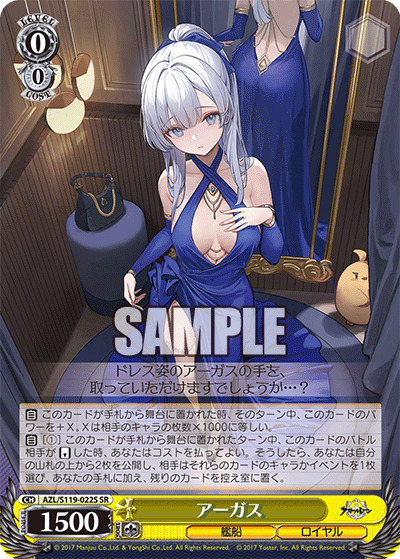 LEVEL
0
0
COST
SAMPLE
ドレス姿のアーガスの手を、
取っていただけますでしょうか…？
自 このカードが手札から舞台に置かれた時、そのターン中、このカードのパ
ワーを＋X。Xは相手のキャラの枚数×1000に等しい。
自 このカードが手札から舞台に置かれたターン中、このカードのバトル
相手が した時、あなたはコストを払ってよい。そうしたら、あなたは自分
の山札の上から2枚を公開し、相手はそれらのカードのキャラかイベントを1枚
選び、あなたの手札に加え、残りのカードを控室に置く。
CH AZL/S119-022S SR
1500
アーガス
艦船 ロイヤル
© 2017 Manjuu Co.,Ltd. & YongShi Co.,Ltd. All Rights Reserved. © 2017 Yostar, Inc. All Rights Reserved.